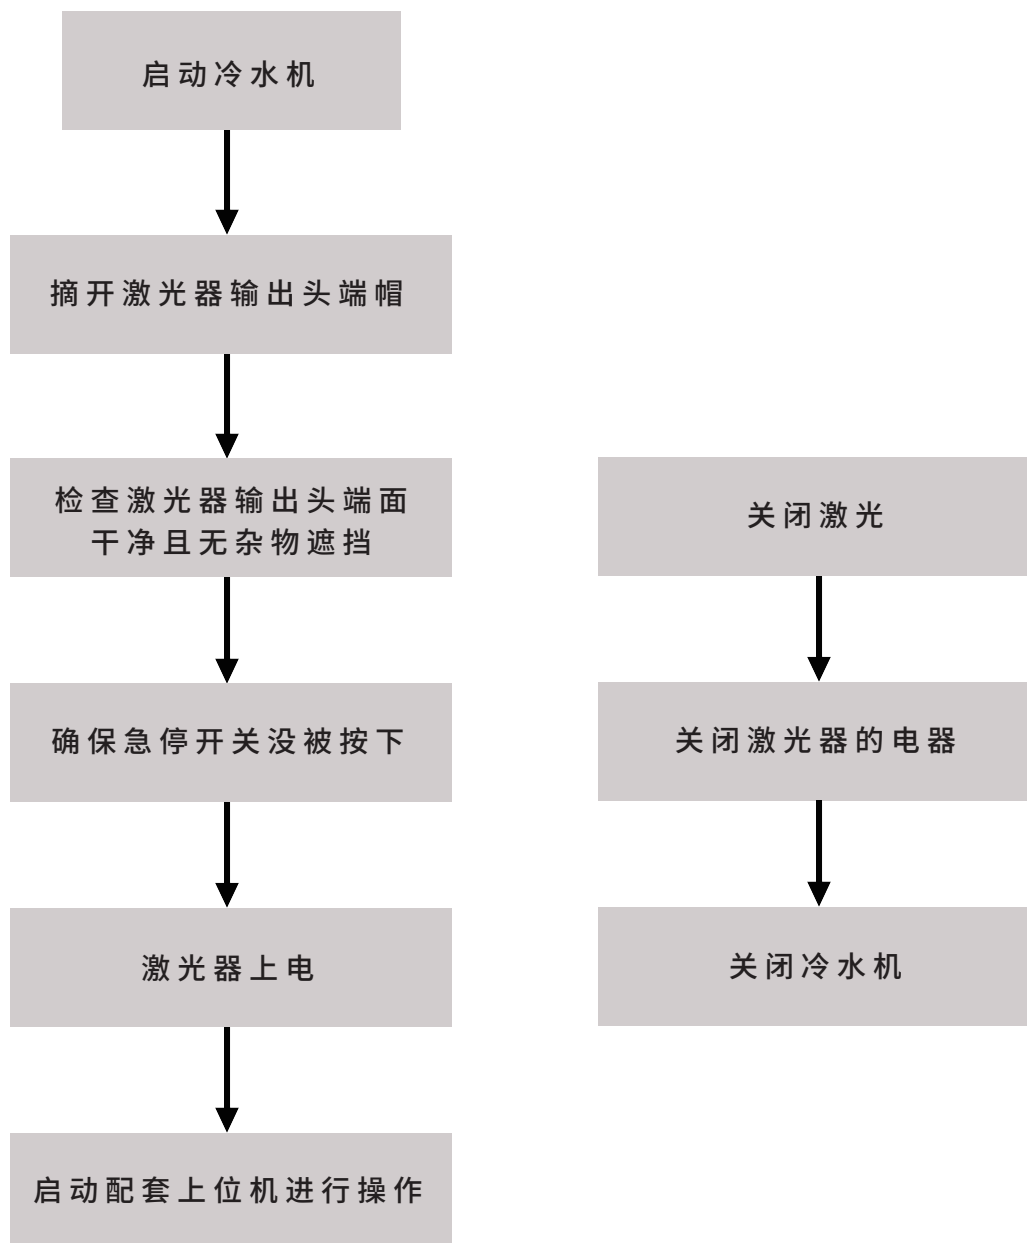 启动冷水机
摘开激光器输出头端帽
检查激光器输出头端面
干净且无杂物遮挡
确保急停开关没被按下
激光器上电
启动配套上位机进行操作
关闭激光
关闭激光器的电器
关闭冷水机